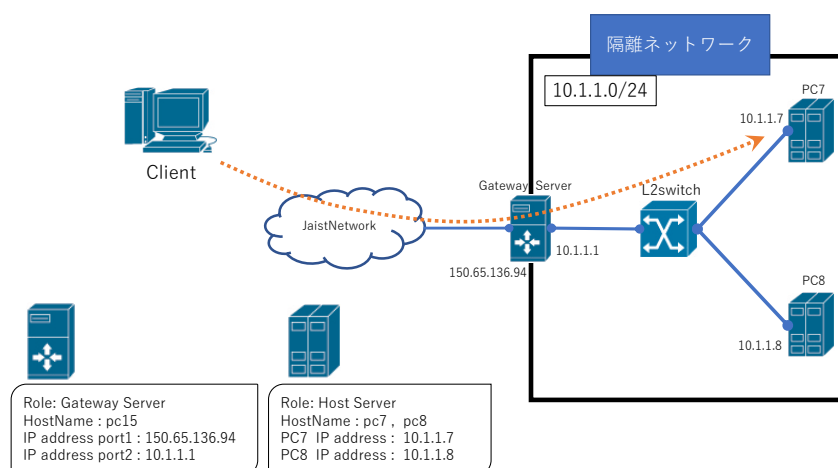 隔離ネットワーク
10.1.1.0/24
PC7
10.1.1.7
Client
Gateway Server
L2switch
JaistNetwork
10.1.1.1
150.65.136.94
PC8
10.1.1.8
Role: Gateway Server
HostName : pc15
IP address port1 : 150.65.136.94
IP address port2 : 10.1.1.1
Role: Host Server
HostName : pc7 , pc8
PC7 IP address : 10.1.1.7
PC8 IP address : 10.1.1.8